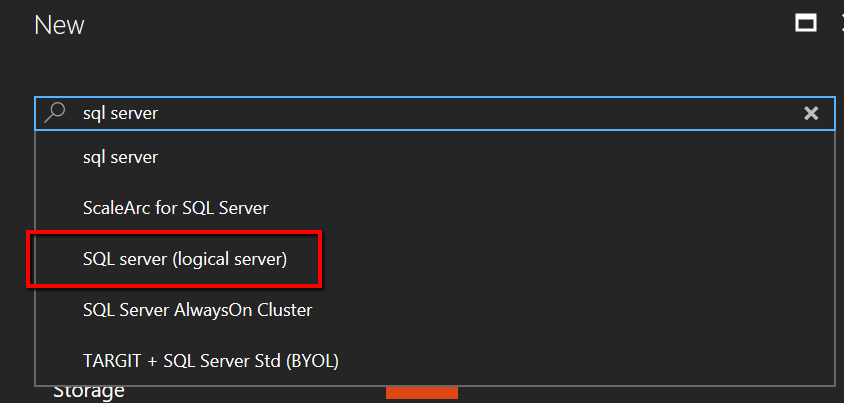 New
sql server
sql server
ScaleArc for SQL Server
SQL server (logical server)
SQL Server AlwaysOn Cluster
TARGIT + SQL Server Std (BYOL)
Storage